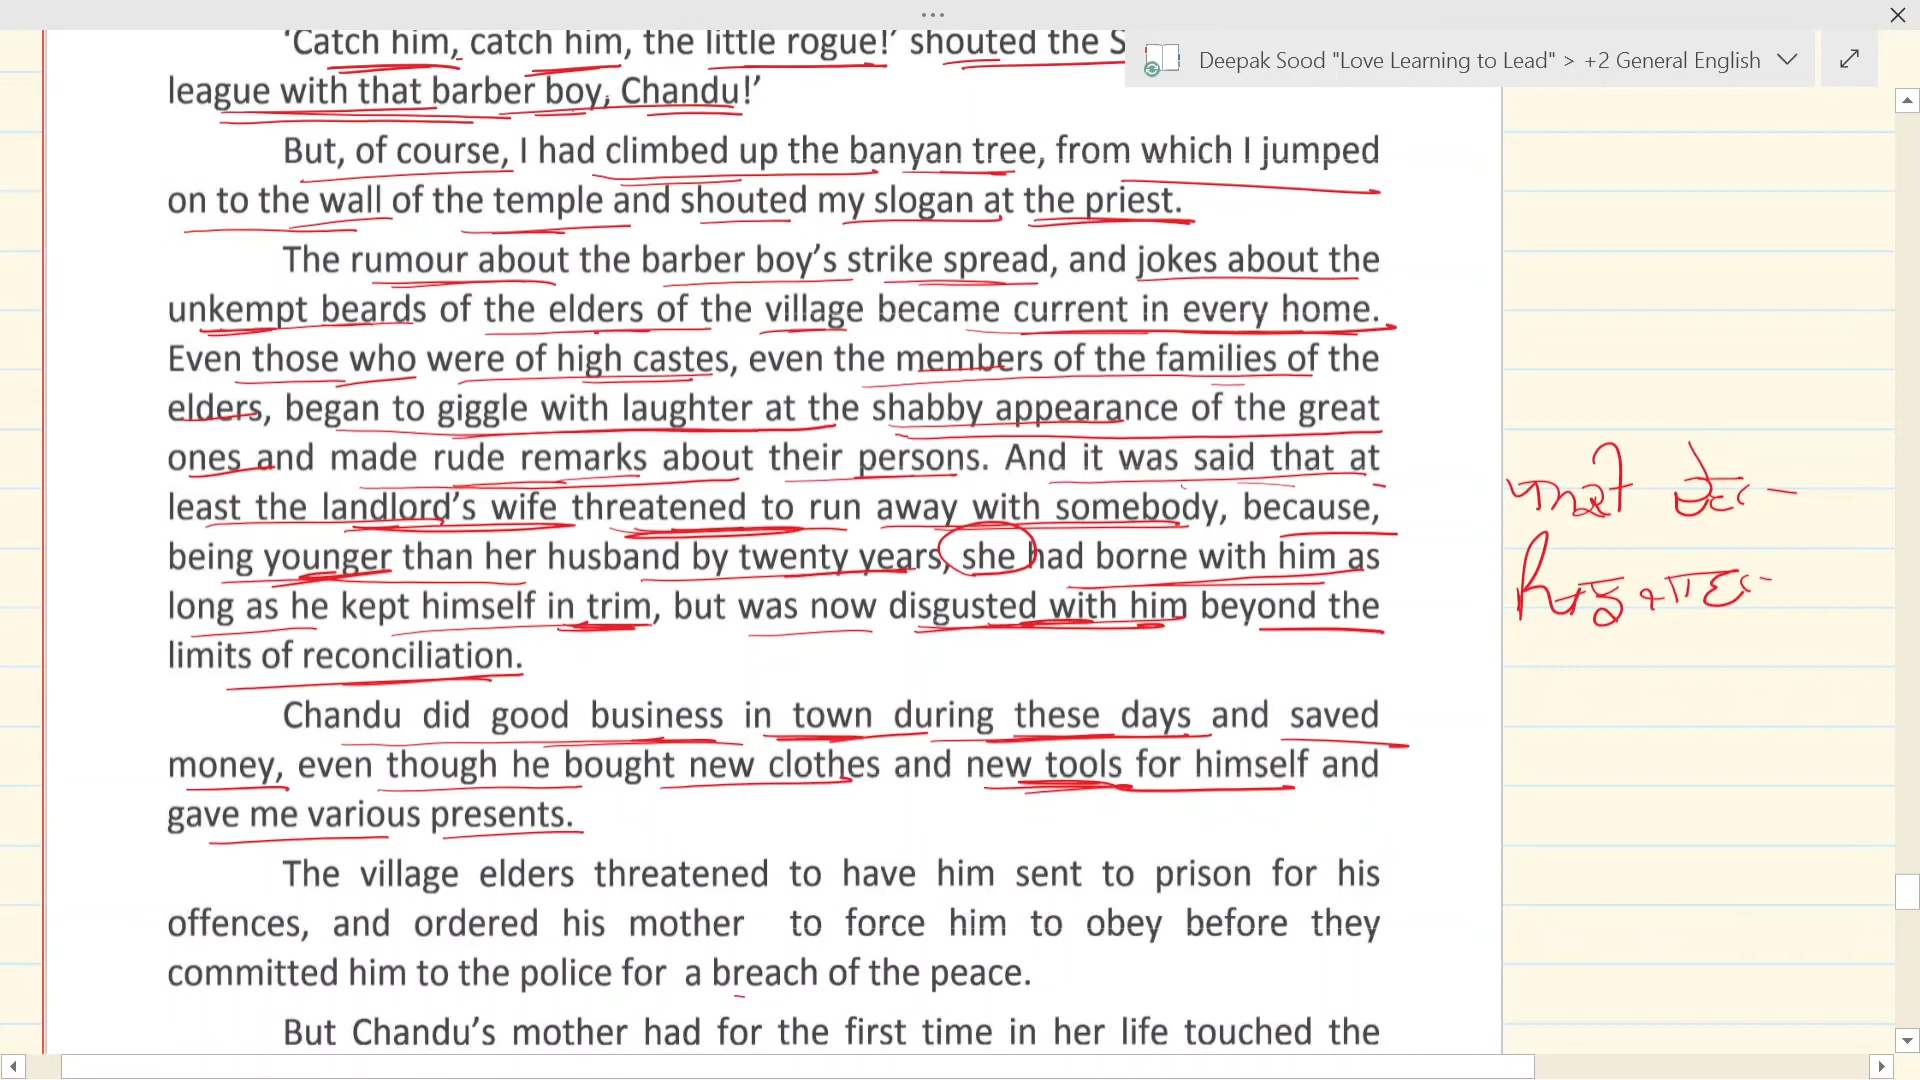 ‘Catch him, catch him, the little rogue!’ shouted the S
Deepak Sood "Love Learning to Lead" > +2 General English
league with that barber boy, Chandu!’
But, of course, I had climbed up the banyan tree, from which I jumped
on to the wall of the temple and shouted my slogan at the priest.
The rumour about the barber boy’s strike spread, and jokes about the
unkempt beards of the elders of the village became current in every home.
Even those who were of high castes, even the members of the families of the
elders, began to giggle with laughter at the shabby appearance of the great
ones and made rude remarks about their persons. And it was said that at
least the landlord’s wife threatened to run away with somebody, because,
being younger than her husband by twenty years, she had borne with him as
long as he kept himself in trim, but was now disgusted with him beyond the
limits of reconciliation.
Chandu did good business in town during these days and saved
money, even though he bought new clothes and new tools for himself and
gave me various presents.
The village elders threatened to have him sent to prison for his
offences, and ordered his mother to force him to obey before they
committed him to the police for a breach of the peace.
But Chandu’s mother had for the first time in her life touched the